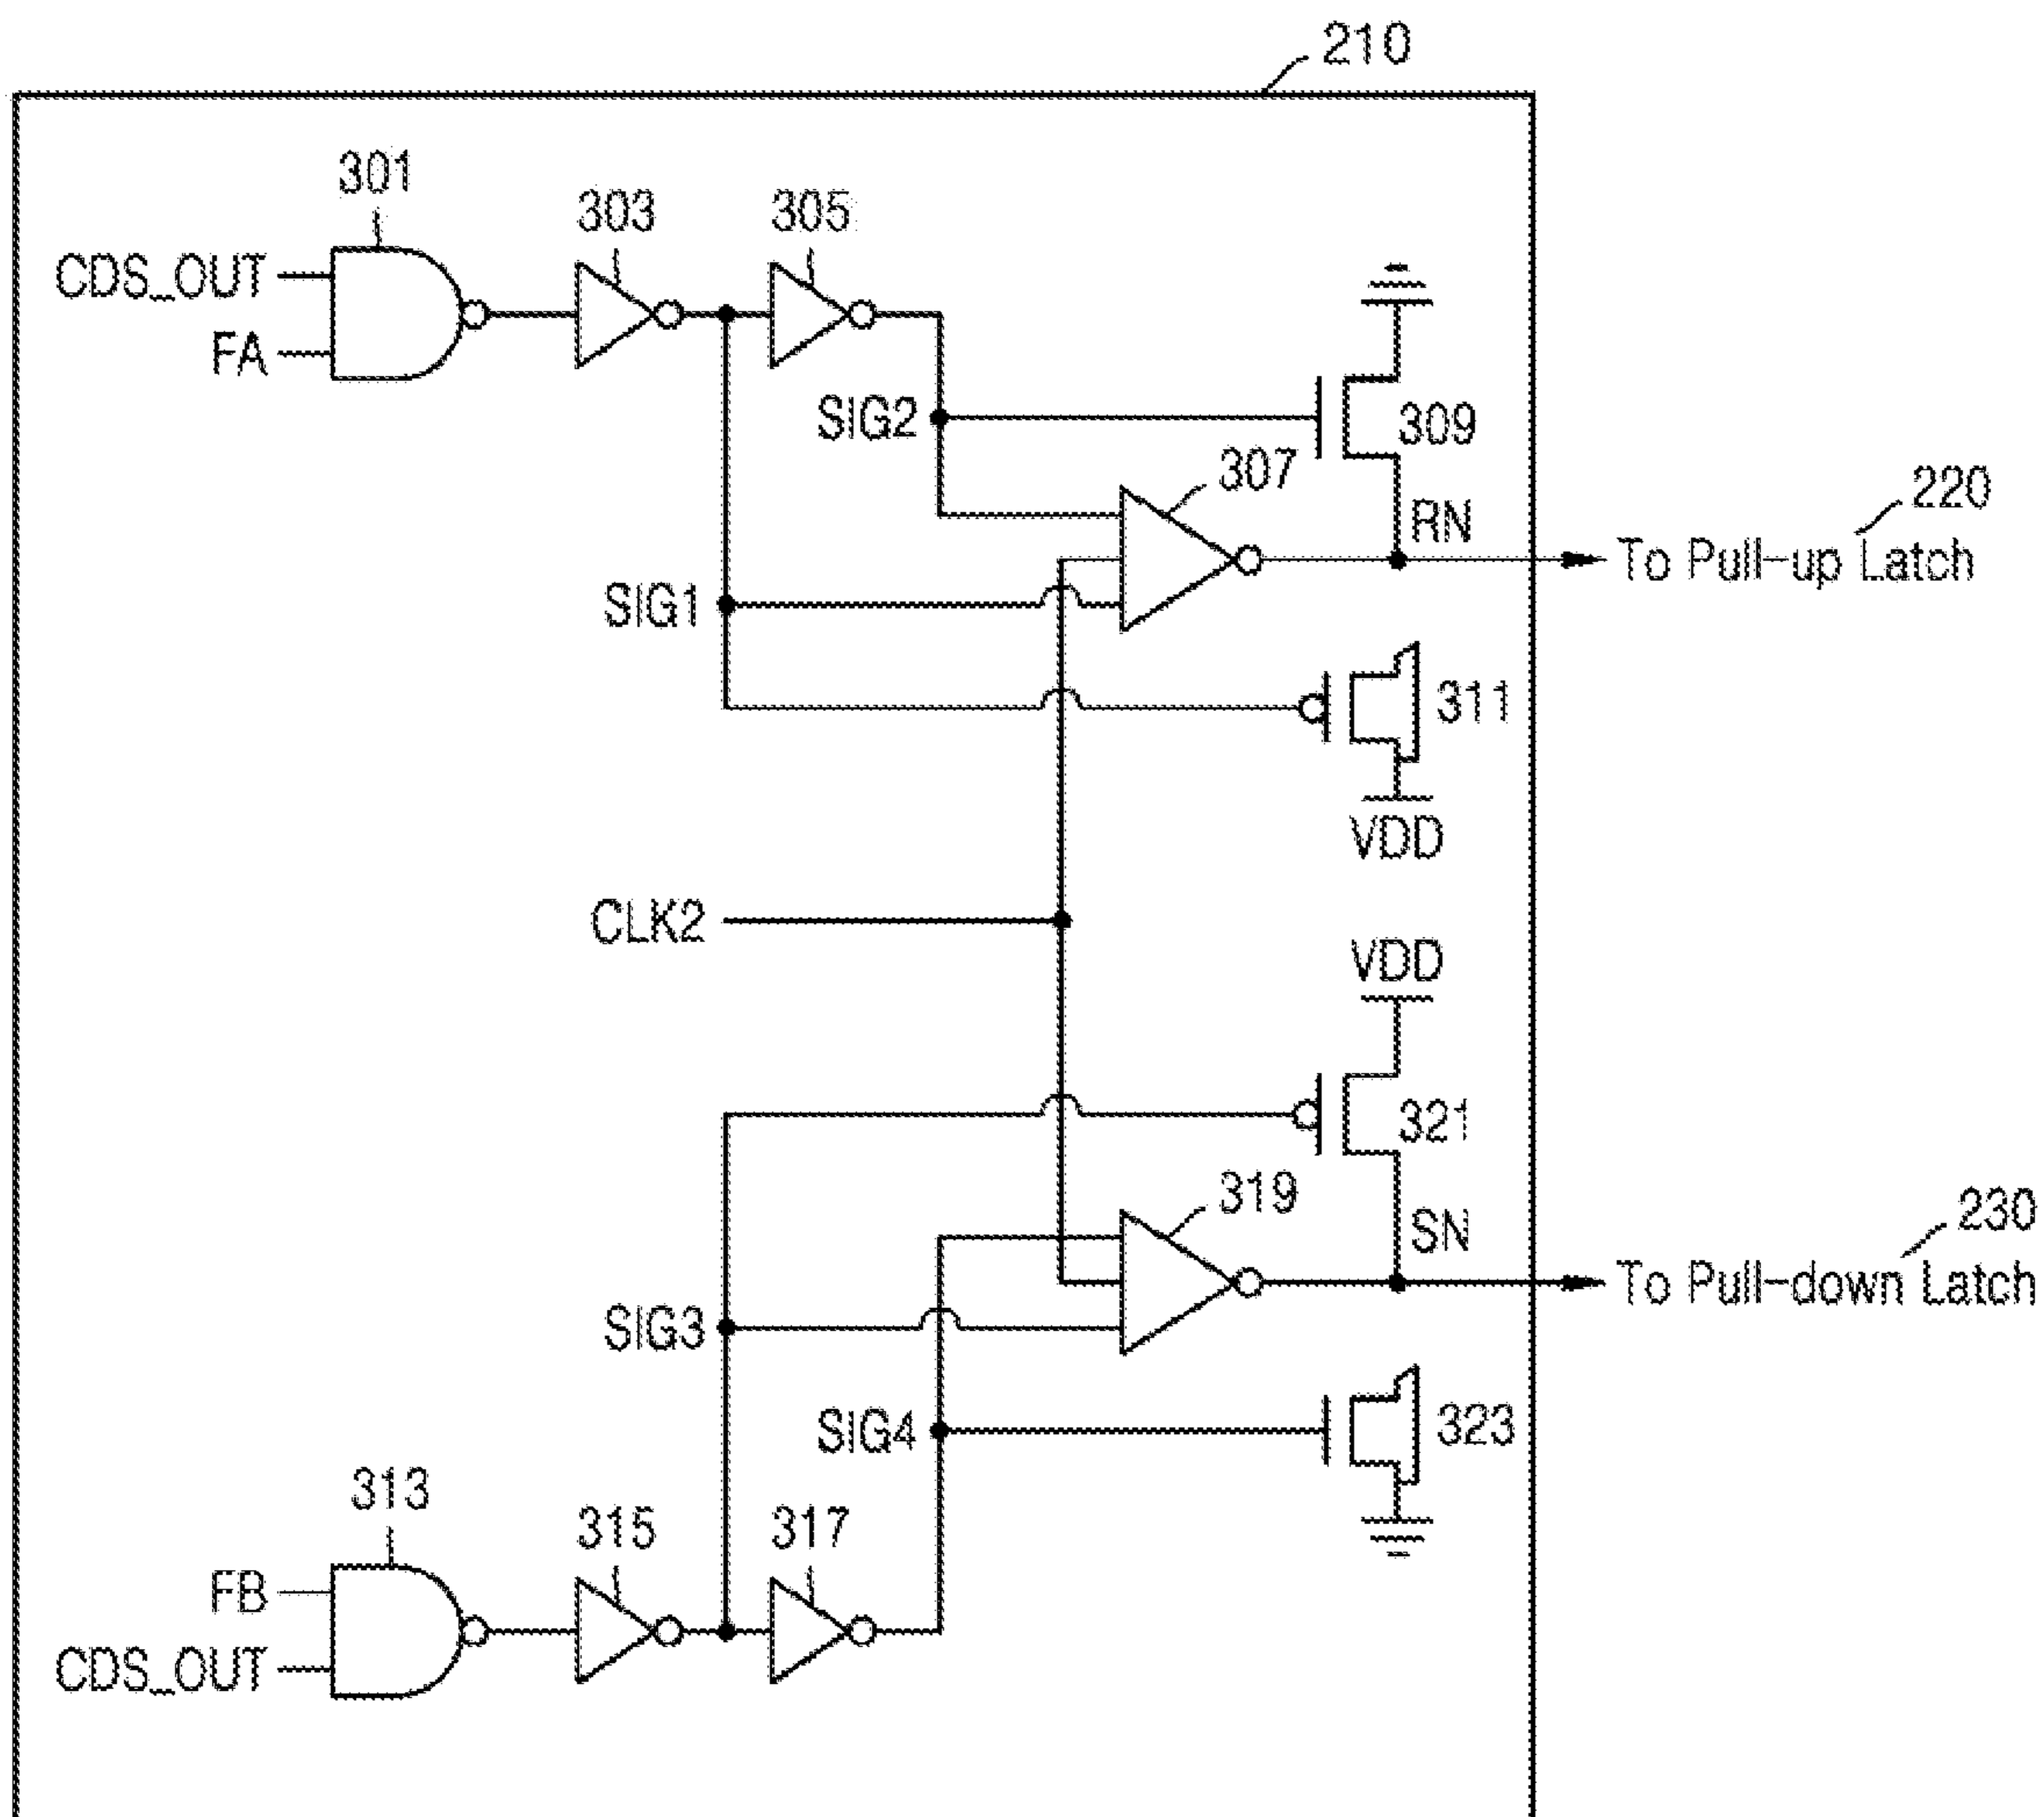 210
301
303
305
CDS_OUT
FA
SIG2
309
307
RN
220
To Pull-up Latch
SIG1
311
VDD
CLK2
VDD
321
319
SN
230
To Pull-down Latch
SIG3
SIG4
323
313
315
317
FB
CDS_OUT